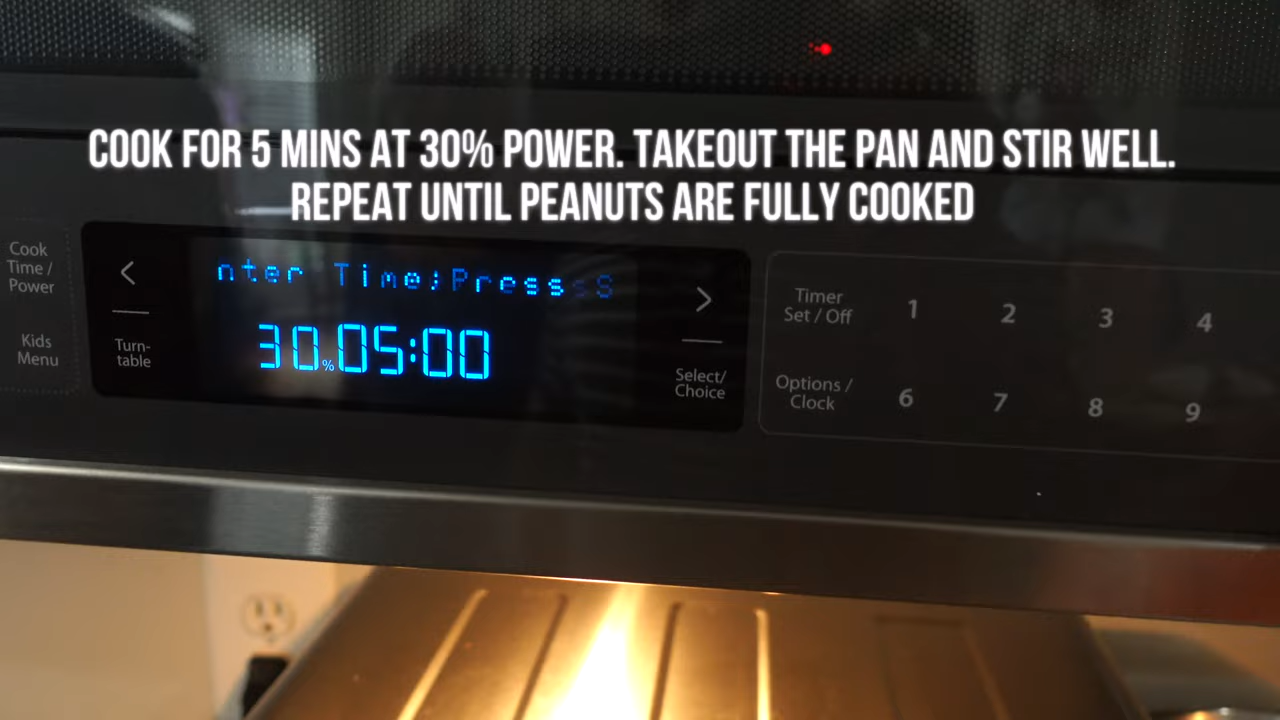 COOK FOR 5 MINS AT 30% POWER. TAKEOUT THE PAN AND STIR WELL.
REPEAT UNTIL PEANUTS ARE FULLY COOKED
Cook
Time /
Power
Kids
Menu
<
Turn-
table
nter Time;Press S
30%05:00
>
Select/
Choice
Timer
Set / Off
1 2 3 4
Options /
Clock
6 7 8 9